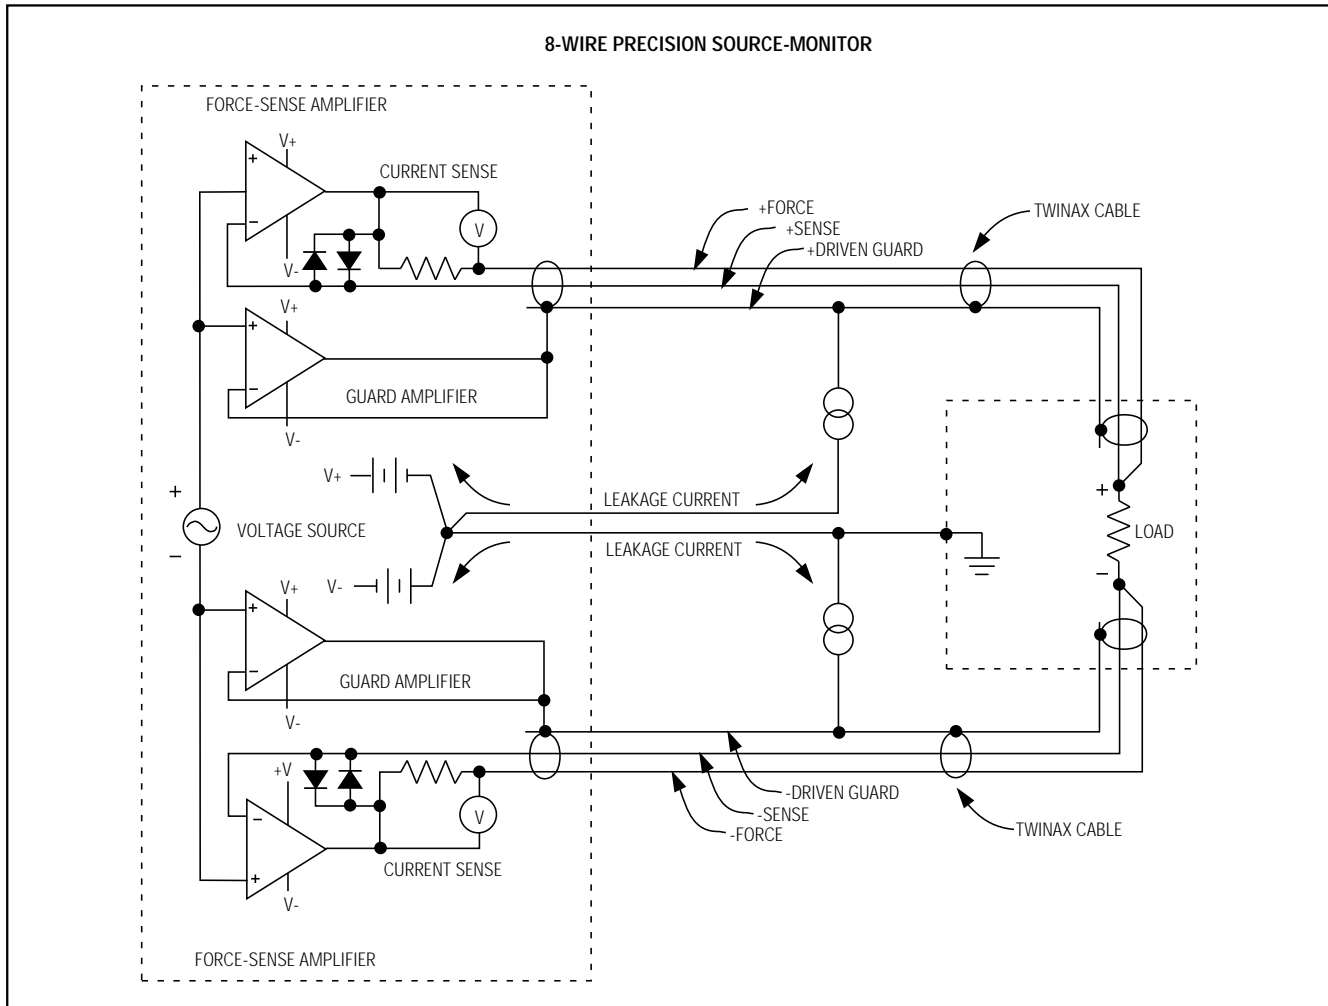 8-WIRE PRECISION SOURCE-MONITOR
FORCE-SENSE AMPLIFIER
V+
+
−
V-
CURRENT SENSE
V
+FORCE
+SENSE
+DRIVEN GUARD
TWINAX CABLE
V+
+
−
V-
GUARD AMPLIFIER
V+
LEAKAGE CURRENT
+
VOLTAGE SOURCE
−
LEAKAGE CURRENT
V-
+
LOAD
−
V+
+
−
V-
GUARD AMPLIFIER
+V
−
+
V-
V
CURRENT SENSE
-DRIVEN GUARD
-SENSE
-FORCE
TWINAX CABLE
FORCE-SENSE AMPLIFIER